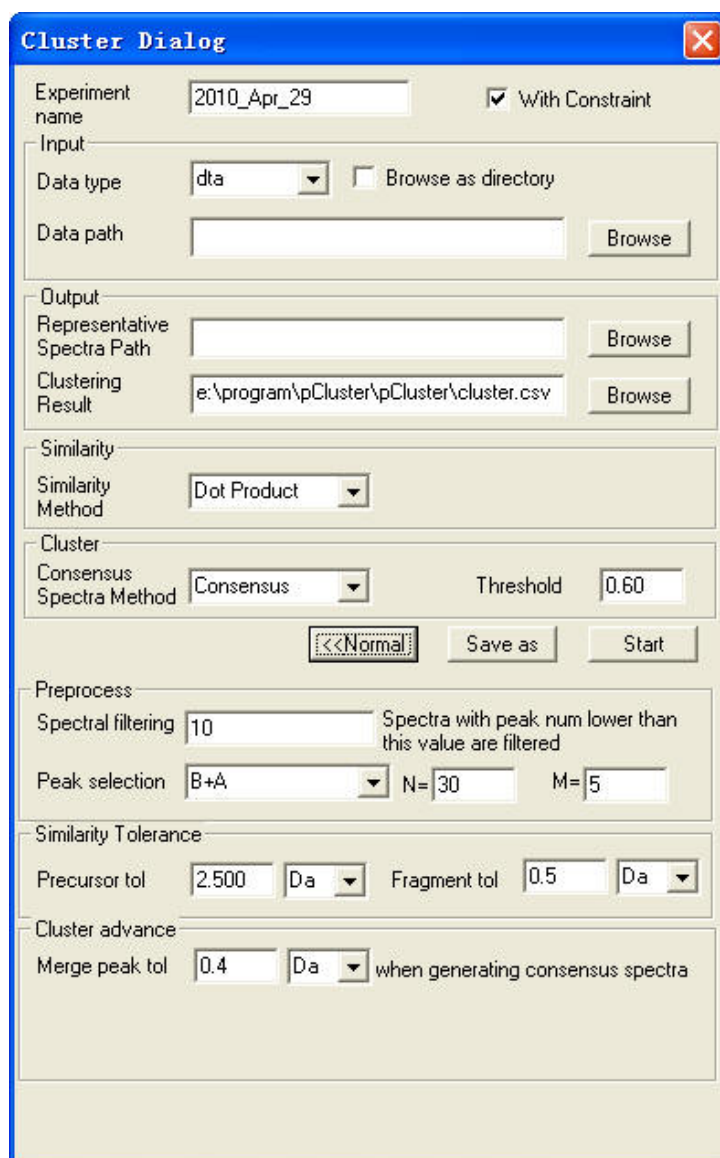 Cluster Dialog
Experiment name 2010_Apr_29 With Constraint
Input
Data type dta Browse as directory
Data path Browse
Output
Representative Spectra Path Browse
Clustering Result e:\program\pCluster\pCluster\cluster.csv Browse
Similarity
Similarity Method Dot Product
Cluster
Consensus Spectra Method Consensus Threshold 0.60
<<Normal Save as Start
Preprocess
Spectral filtering 10 Spectra with peak num lower than this value are filtered
Peak selection B+A N= 30 M= 5
Similarity Tolerance
Precursor tol 2.500 Da Fragment tol 0.5 Da
Cluster advance
Merge peak tol 0.4 Da when generating consensus spectra